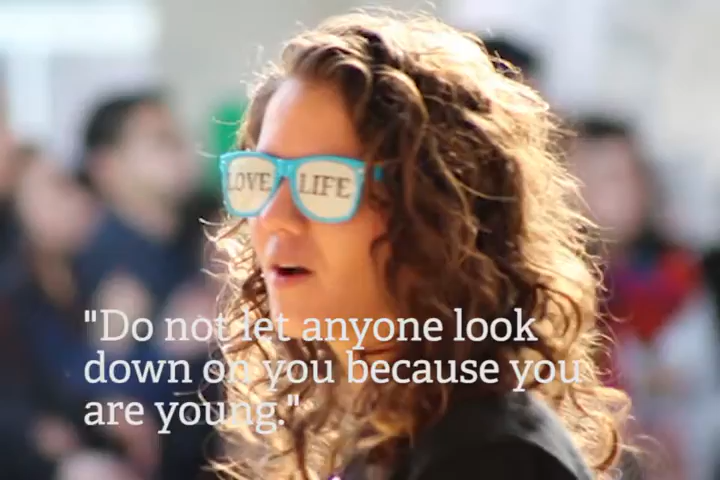 LOVE LIFE
"Do not let anyone look
down on you because you
are young."